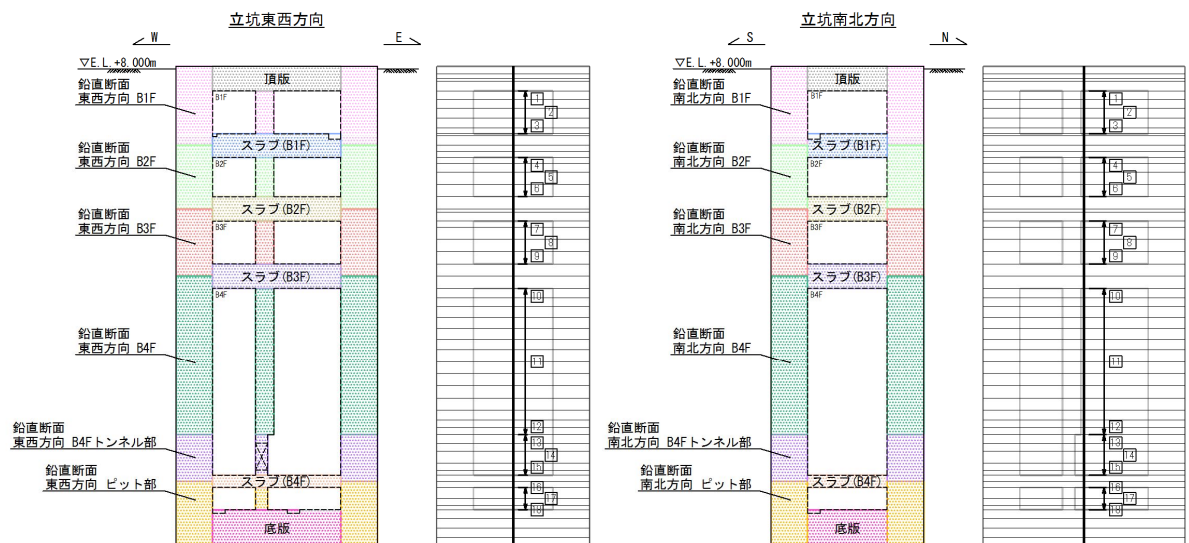 立坑東西方向
W
E
▽E.L.+8.000m
頂版
鉛直断面
東西方向 B1F
B1F
スラブ(B1F)
鉛直断面
東西方向 B2F
B2F
スラブ(B2F)
鉛直断面
東西方向 B3F
B3F
スラブ(B3F)
B4F
鉛直断面
東西方向 B4F
鉛直断面
東西方向 B4Fトンネル部
スラブ(B4F)
鉛直断面
東西方向 ピット部
底版
1
2
3
4
5
6
7
8
9
10
11
12
13
14
15
16
17
18
立坑南北方向
S
N
▽E.L.+8.000m
頂版
鉛直断面
南北方向 B1F
B1F
スラブ(B1F)
鉛直断面
南北方向 B2F
B2F
スラブ(B2F)
鉛直断面
南北方向 B3F
B3F
スラブ(B3F)
B4F
鉛直断面
南北方向 B4F
鉛直断面
南北方向 B4Fトンネル部
スラブ(B4F)
鉛直断面
南北方向 ピット部
底版
1
2
3
4
5
6
7
8
9
10
11
12
13
14
15
16
17
18